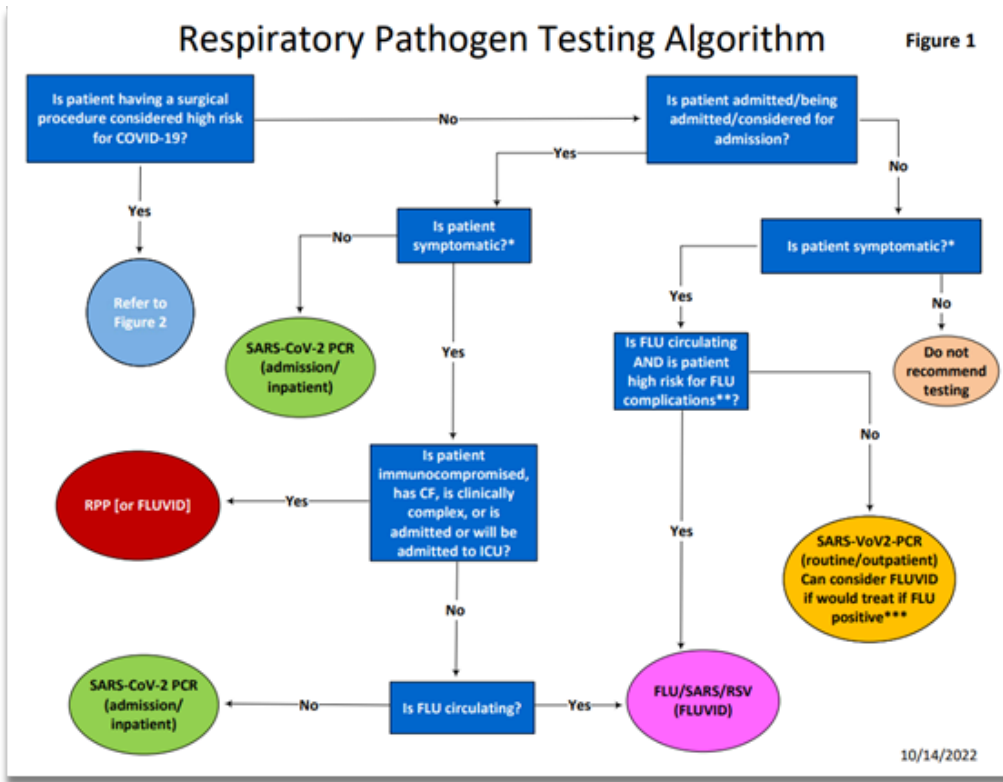 Respiratory Pathogen Testing Algorithm
Figure 1
Is patient having a surgical
procedure considered high risk
for COVID-19?
No
Is patient admitted/being
admitted/considered for
admission?
Yes
No
Yes
Is patient
symptomatic?*
No
Is patient symptomatic?*
Refer to
Figure 2
Yes
No
SARS-CoV-2 PCR
(admission/
inpatient)
Yes
Is FLU circulating
AND is patient
high risk for FLU
complications**?
Do not
recommend
testing
No
Is patient
immunocompromised,
has CF, is clinically
complex, or is
admitted or will be
admitted to ICU?
Yes
RPP [or FLUVID]
Yes
SARS-VoV2-PCR
(routine/outpatient)
Can consider FLUVID
if would treat if FLU
positive***
No
SARS-CoV-2 PCR
(admission/
inpatient)
No
Is FLU circulating?
Yes
FLU/SARS/RSV
(FLUVID)
10/14/2022